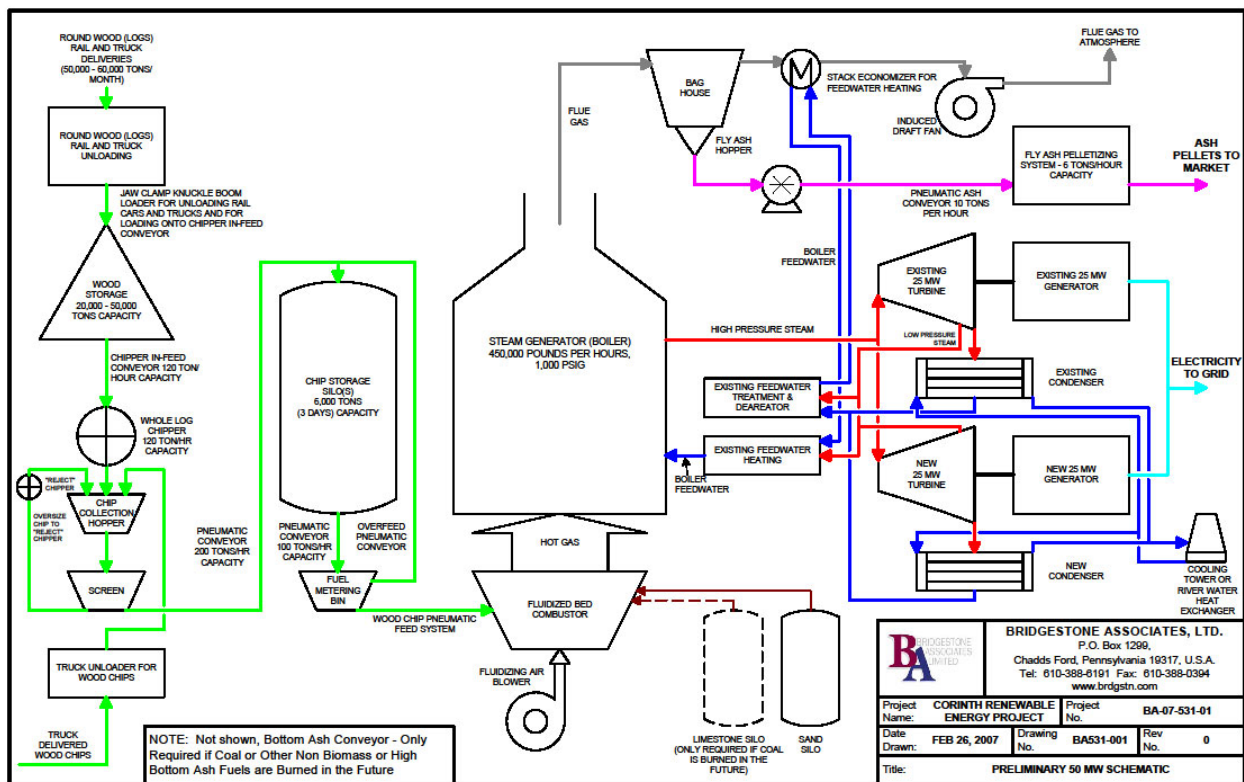 ROUND WOOD (LOGS)
RAIL AND TRUCK
DELIVERIES
(50,000 - 60,000 TONS/
MONTH)
ROUND WOOD (LOGS)
RAIL AND TRUCK
UNLOADING
JAW CLAMP KNUCKLE BOOM
LOADER FOR UNLOADING RAIL
CARS AND TRUCKS AND FOR
LOADING ONTO CHIPPER IN-FEED
CONVEYOR
WOOD
STORAGE
20,000 - 50,000
TONS CAPACITY
CHIPPER IN-FEED
CONVEYOR 120 TON/
HOUR CAPACITY
WHOLE LOG
CHIPPER
120 TON/HR
CAPACITY
"REJECT"
CHIPPER
OVERSIZE
CHIP TO
"REJECT"
CHIPPER
CHIP
COLLECTION
HOPPER
SCREEN
PNEUMATIC
CONVEYOR
200 TONS/HR
CAPACITY
TRUCK UNLOADER FOR
WOOD CHIPS
TRUCK
DELIVERED
WOOD CHIPS
CHIP STORAGE
SILO(S)
6,000 TONS
(3 DAYS) CAPACITY
PNEUMATIC
CONVEYOR
100 TONS/HR
CAPACITY
OVERFEED
PNEUMATIC
CONVEYOR
FUEL
METERING
BIN
WOOD CHIP PNEUMATIC
FEED SYSTEM
NOTE: Not shown, Bottom Ash Conveyor - Only
Required if Coal or Other Non Biomass or High
Bottom Ash Fuels are Burned in the Future
FLUE
GAS
STEAM GENERATOR (BOILER)
450,000 POUNDS PER HOURS,
1,000 PSIG
HOT GAS
FLUIDIZED BED
COMBUSTOR
FLUIDIZING AIR
BLOWER
LIMESTONE SILO
(ONLY REQUIRED IF COAL
IS BURNED IN THE
FUTURE)
SAND
SILO
BAG
HOUSE
FLY ASH
HOPPER
STACK ECONOMIZER FOR
FEEDWATER HEATING
INDUCED
DRAFT FAN
FLUE GAS TO
ATMOSPHERE
PNEUMATIC ASH
CONVEYOR 10 TONS
PER HOUR
FLY ASH PELLETIZING
SYSTEM - 6 TONS/HOUR
CAPACITY
ASH
PELLETS TO
MARKET
BOILER
FEEDWATER
HIGH PRESSURE STEAM
LOW PRESSURE
STEAM
EXISTING
25 MW
TURBINE
EXISTING 25 MW
GENERATOR
ELECTRICITY
TO GRID
EXISTING
CONDENSER
EXISTING FEEDWATER
TREATMENT &
DEAREATOR
EXISTING FEEDWATER
HEATING
BOILER
FEEDWATER
NEW
25 MW
TURBINE
NEW 25 MW
GENERATOR
NEW
CONDENSER
COOLING
TOWER OR
RIVER WATER
HEAT
EXCHANGER
BA
BRIDGESTONE
ASSOCIATES
LIMITED
BRIDGESTONE ASSOCIATES, LTD.
P.O. Box 1299,
Chadds Ford, Pennsylvania 19317, U.S.A.
Tel: 610-388-6191 Fax: 610-388-0394
www.brdgstn.com
Project Name: CORINTH RENEWABLE ENERGY PROJECT Project No. BA-07-531-01
Date Drawn: FEB 26, 2007 Drawing No. BA531-001 Rev No. 0
Title: PRELIMINARY 50 MW SCHEMATIC